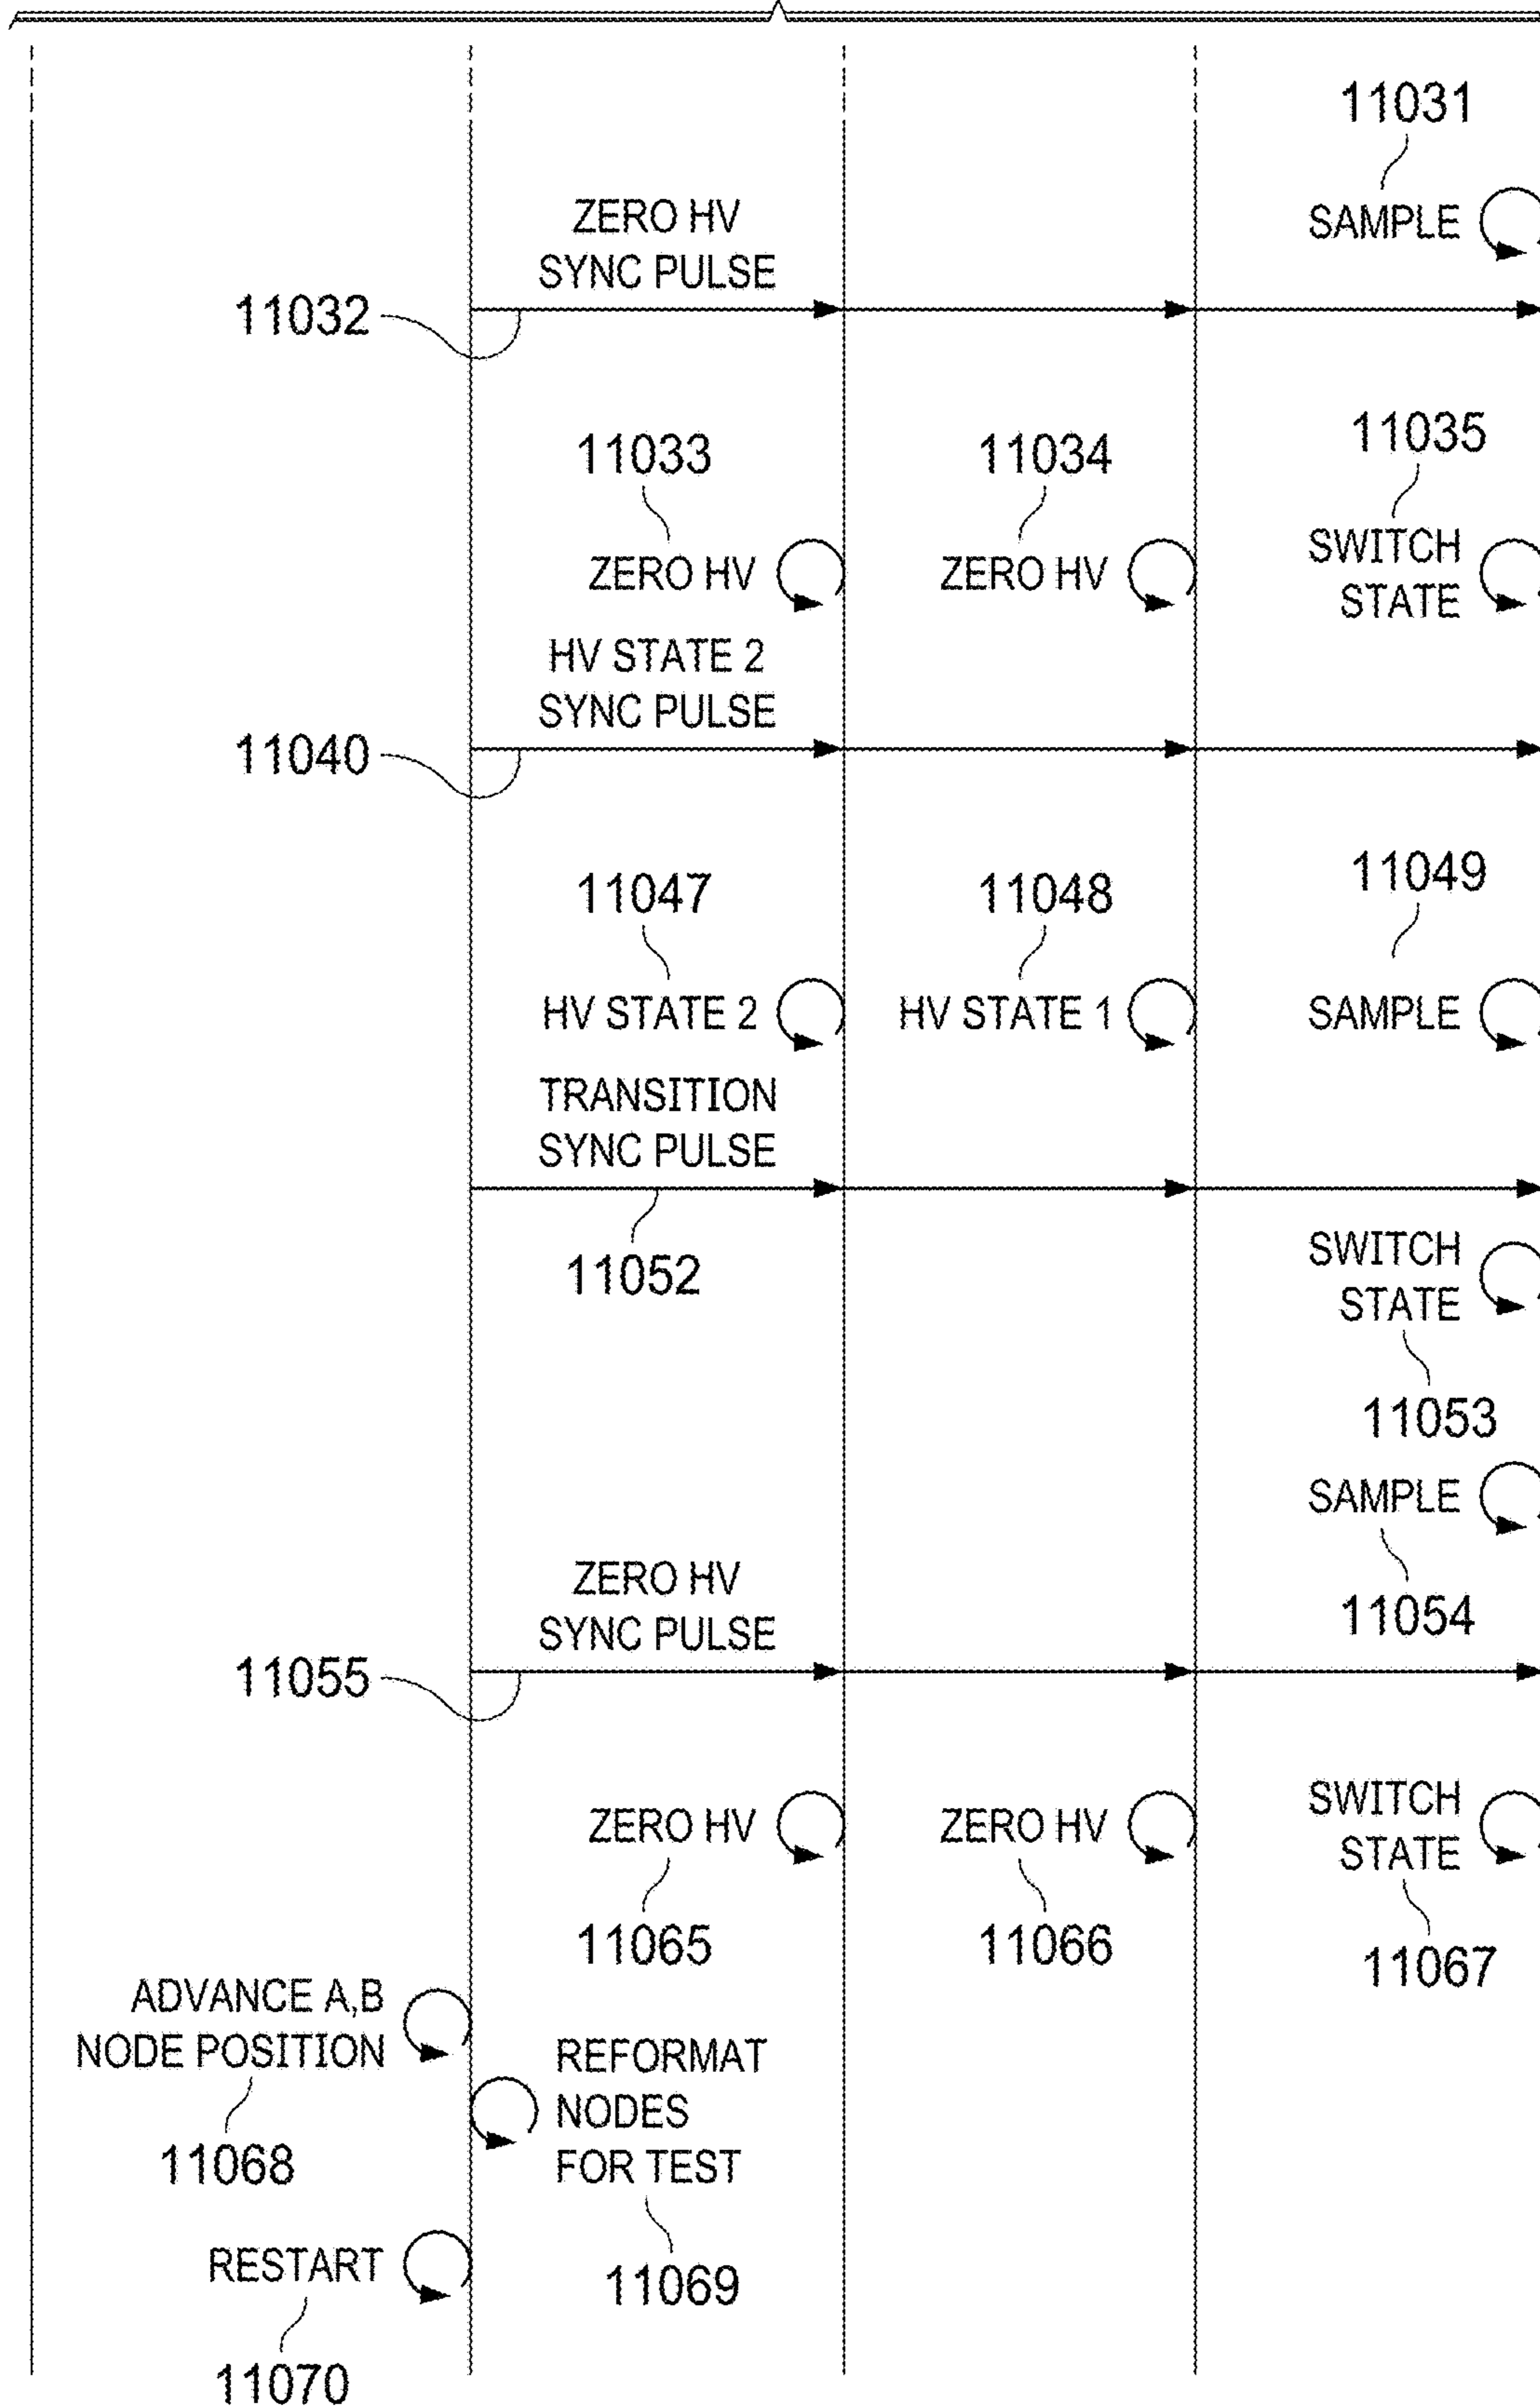 11031
SAMPLE
ZERO HV
SYNC PULSE
11032
11033
11034
11035
ZERO HV
ZERO HV
SWITCH
STATE
HV STATE 2
SYNC PULSE
11040
11047
11048
11049
HV STATE 2
HV STATE 1
SAMPLE
TRANSITION
SYNC PULSE
11052
SWITCH
STATE
11053
SAMPLE
11054
ZERO HV
SYNC PULSE
11055
ZERO HV
ZERO HV
SWITCH
STATE
11065
11066
11067
ADVANCE A,B
NODE POSITION
11068
REFORMAT
NODES
FOR TEST
11069
RESTART
11070